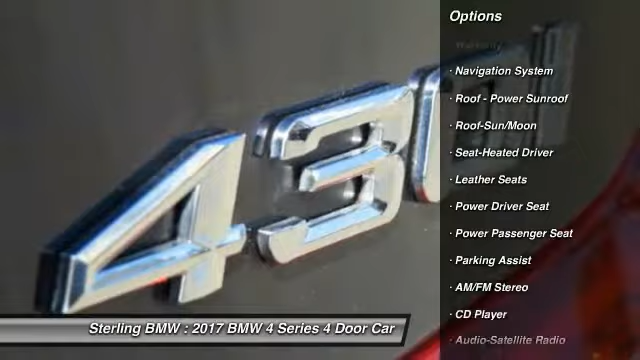 Options
Warranty
· Navigation System
· Roof - Power Sunroof
· Roof-Sun/Moon
· Seat-Heated Driver
· Leather Seats
· Power Driver Seat
· Power Passenger Seat
· Parking Assist
· AM/FM Stereo
· CD Player
· Audio-Satellite Radio
430i
Sterling BMW : 2017 BMW 4 Series 4 Door Car